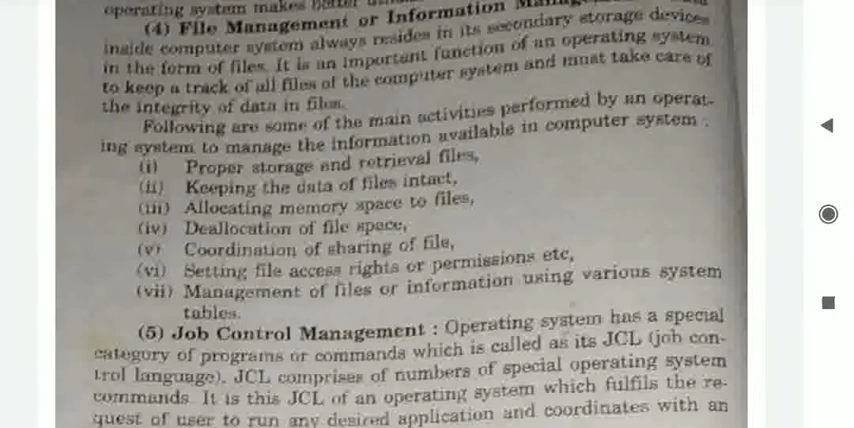 operating system makes better
(4) File Management or Information
inside computer system always resides in its secondary storage devices
in the form of files. It is an important function of an operating system
to keep a track of all files of the computer system and must take care of
the integrity of data in files.
Following are some of the main activities performed by an operat-
ing system to manage the information available in computer system :
(i) Proper storage and retrieval files,
(ii) Keeping the data of files intact,
(iii) Allocating memory space to files,
(iv) Deallocation of file space,
(v) Coordination of sharing of file,
(vi) Setting file access rights or permissions etc,
(vii) Management of files or information using various system
tables.
(5) Job Control Management : Operating system has a special
category of programs or commands which is called as its JCL (job con-
trol language). JCL comprises of numbers of special operating system
commands. It is this JCL of an operating system which fulfils the re-
quest of user to run any desired application and coordinates with an